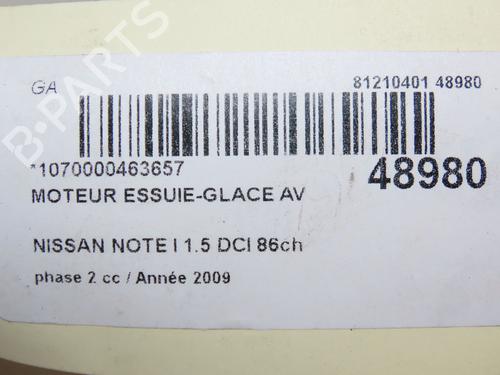 GA
81210401 48980
*1070000463657
48980
MOTEUR ESSUIE-GLACE AV
NISSAN NOTE I 1.5 DCI 86ch
phase 2 cc / Année 2009
B-PARTS